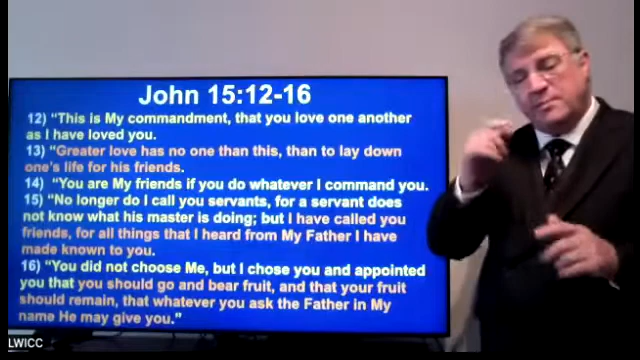 John 15:12-16
12) “This is My commandment, that you love one another
as I have loved you.
13) “Greater love has no one than this, than to lay down
one's life for his friends.
14) “You are My friends if you do whatever I command you.
15) “No longer do I call you servants, for a servant does
not know what his master is doing; but I have called you
friends, for all things that I heard from My Father I have
made known to you.
16) “You did not choose Me, but I chose you and appointed
you that you should go and bear fruit, and that your fruit
should remain, that whatever you ask the Father in My
name He may give you.”
LWICC